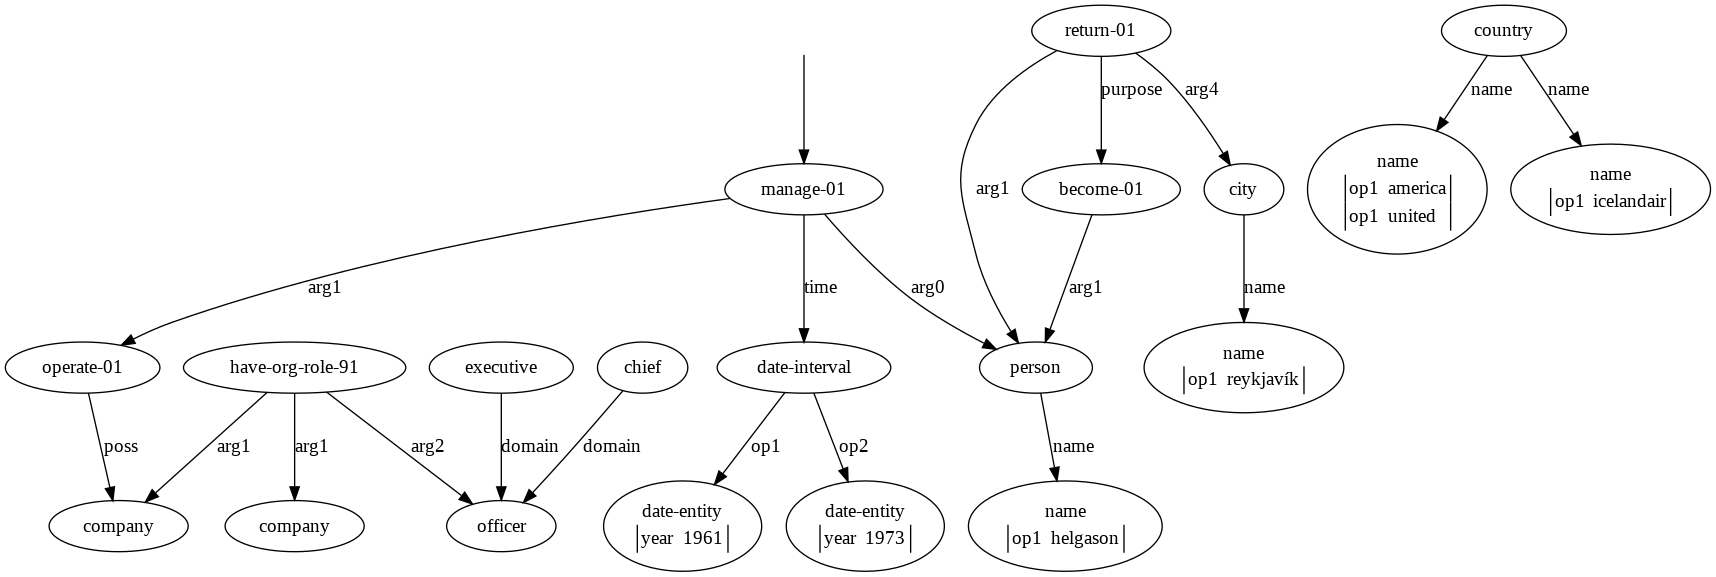 return-01
country
purpose
arg4
name
name
name
op1 america
op1 united
name
op1 icelandair
manage-01
arg1
become-01
city
arg1
time
arg0
arg1
name
operate-01
have-org-role-91
executive
chief
date-interval
person
name
op1 reykjavík
poss
arg1
arg1
arg2
domain
domain
op1
op2
name
company
company
officer
date-entity
year 1961
date-entity
year 1973
name
op1 helgason